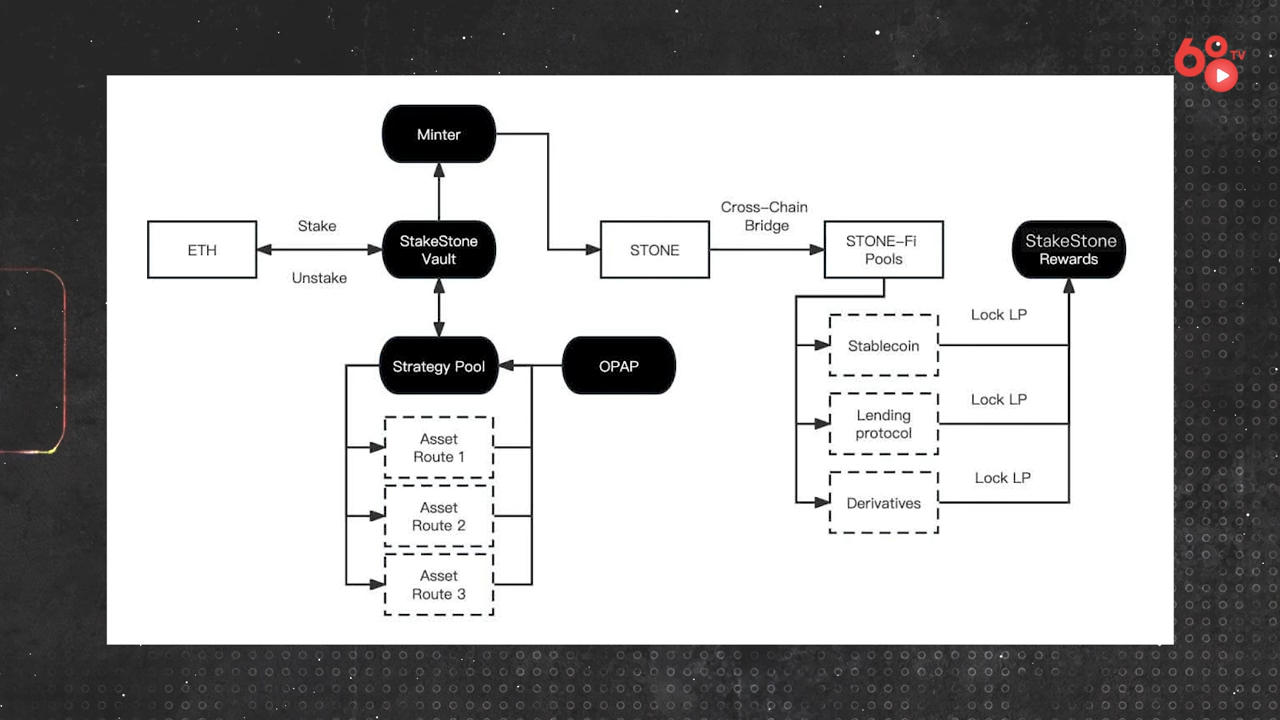 68
TV
Minter
Cross-Chain
Bridge
Stake
ETH
StakeStone
Vault
Unstake
STONE
STONE-Fi
Pools
StakeStone
Rewards
Strategy Pool
OPAP
Asset
Route 1
Asset
Route 2
Asset
Route 3
Stablecoin
Lock LP
Lending
protocol
Lock LP
Derivatives
Lock LP